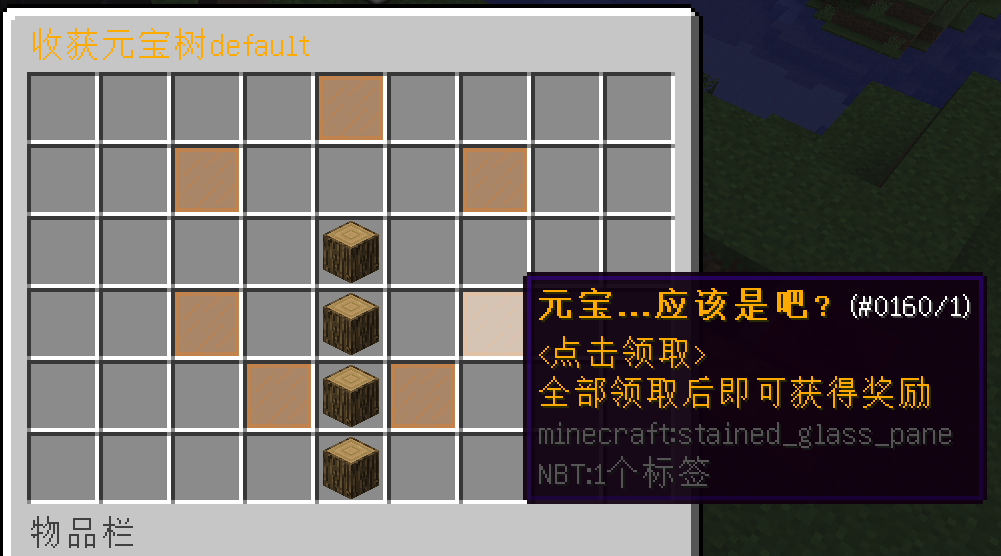 收获元宝树default
元宝...应该是吧? (#0160/1)
<点击领取>
全部领取后即可获得奖励
minecraft:stained_glass_pane
NBT:1个标签
物品栏